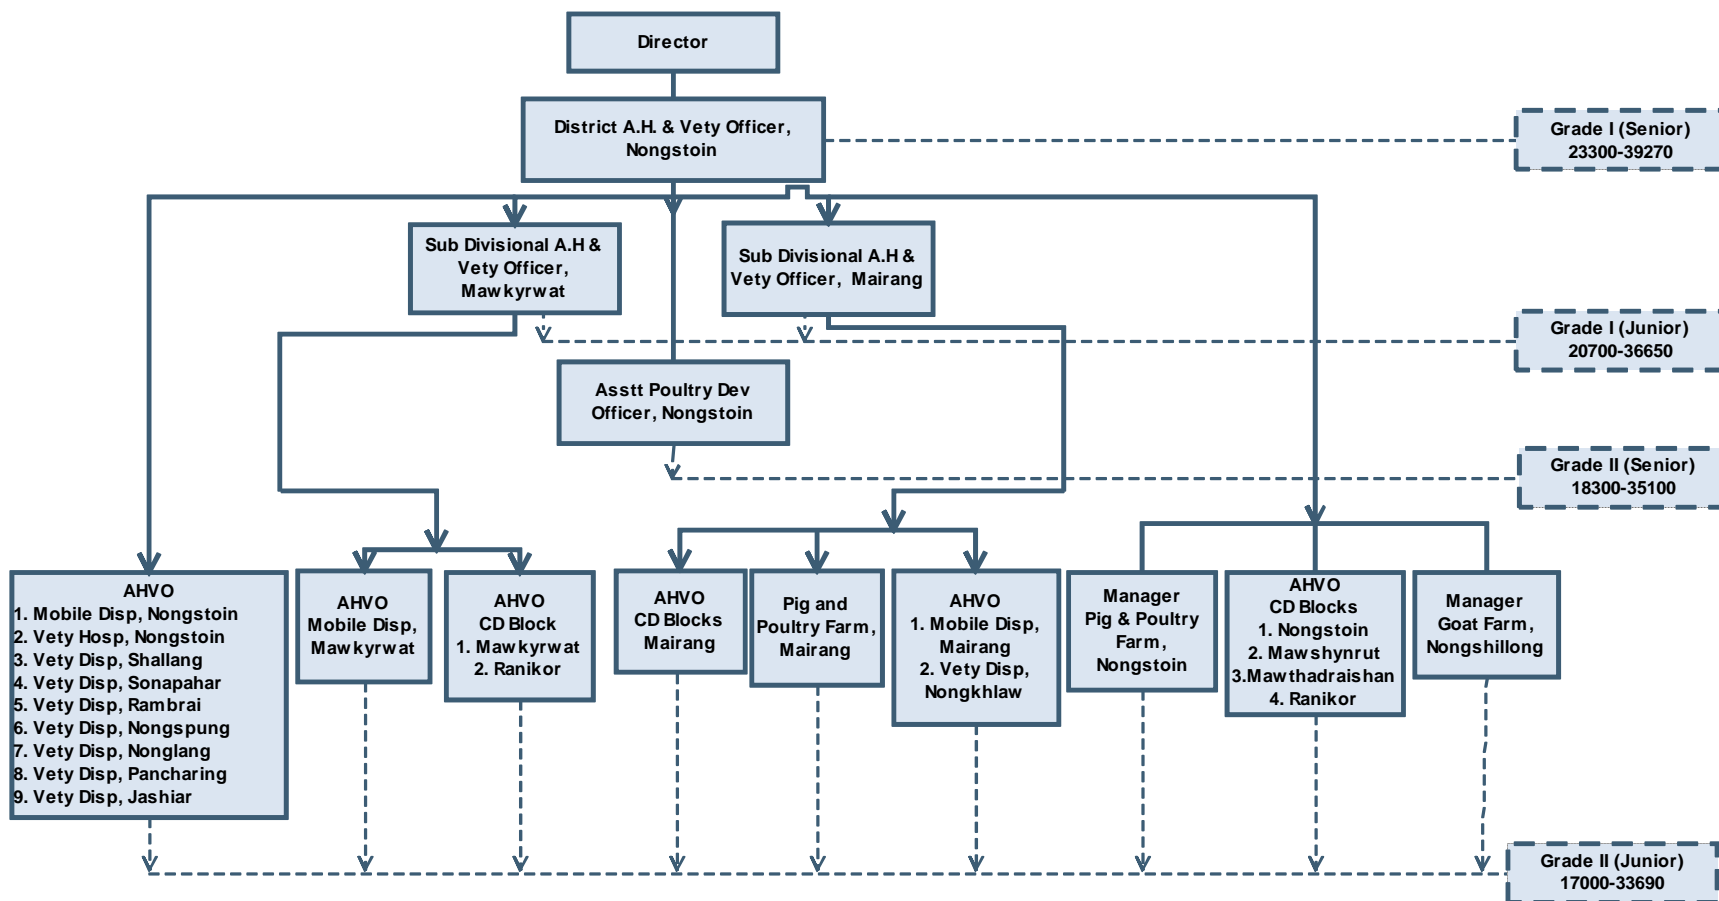 Director
District A.H. & Vety Officer,
Nongstoin
Grade I (Senior)
23300-39270
Sub Divisional A.H &
Vety Officer,
Mawkyrwat
Sub Divisional A.H &
Vety Officer, Mairang
Grade I (Junior)
20700-36650
Asstt Poultry Dev
Officer, Nongstoin
Grade II (Senior)
18300-35100
AHVO
1. Mobile Disp, Nongstoin
2. Vety Hosp, Nongstoin
3. Vety Disp, Shallang
4. Vety Disp, Sonapahar
5. Vety Disp, Rambrai
6. Vety Disp, Nongspung
7. Vety Disp, Nonglang
8. Vety Disp, Pancharing
9. Vety Disp, Jashiar
AHVO
Mobile Disp,
Mawkyrwat
AHVO
CD Block
1. Mawkyrwat
2. Ranikor
AHVO
CD Blocks
Mairang
Pig and
Poultry Farm,
Mairang
AHVO
1. Mobile Disp,
Mairang
2. Vety Disp,
Nongkhlaw
Manager
Pig & Poultry
Farm,
Nongstoin
AHVO
CD Blocks
1. Nongstoin
2. Mawshynrut
3.Mawthadraishan
4. Ranikor
Manager
Goat Farm,
Nongshillong
Grade II (Junior)
17000-33690